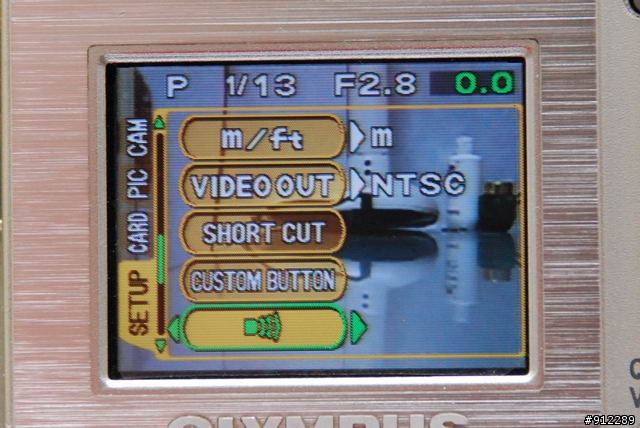 P 1/13 F2.8 0.0
m/ft m
VIDEO OUT NTSC
SHORT CUT
CUSTOM BUTTON
CAM
PIC
CARD
SETUP
OLYMPUS
#912289